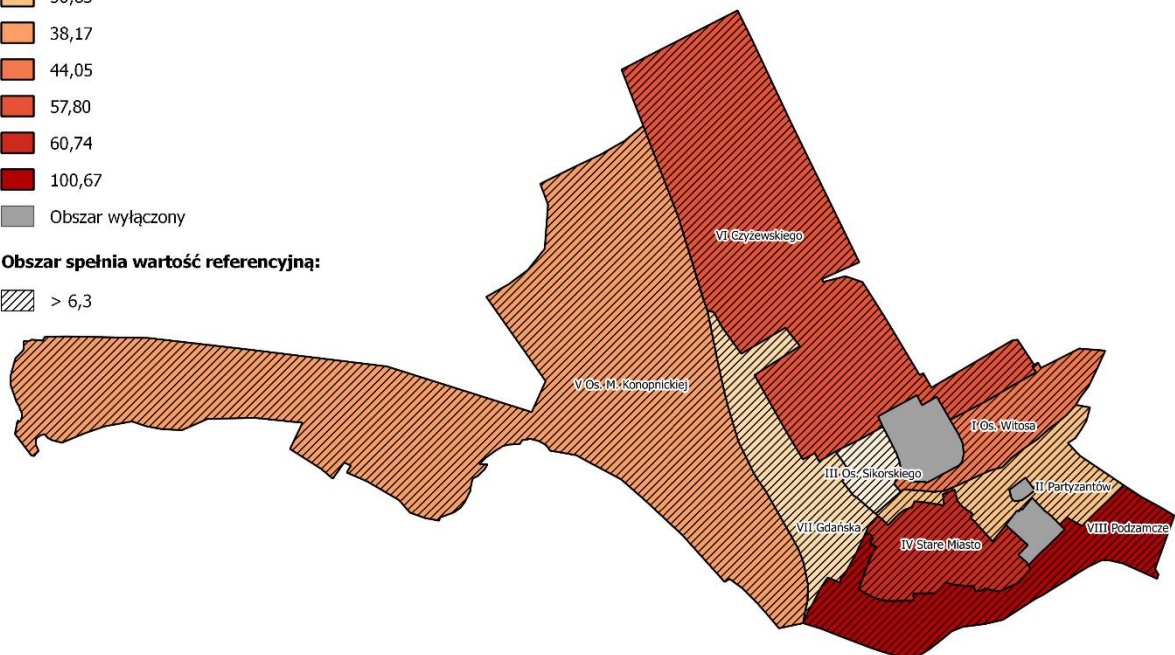 38,17
44,05
57,80
60,74
100,67
Obszar wyłączony
Obszar spełnia wartość referencyjną:
> 6,3
VI Czyżewskiego
V Os. M. Konopnickiej
I Os. Witosa
III Os. Sikorskiego
II Partyzantów
VII Gdańska
VIII Podzamcze
IV Stare Miasto